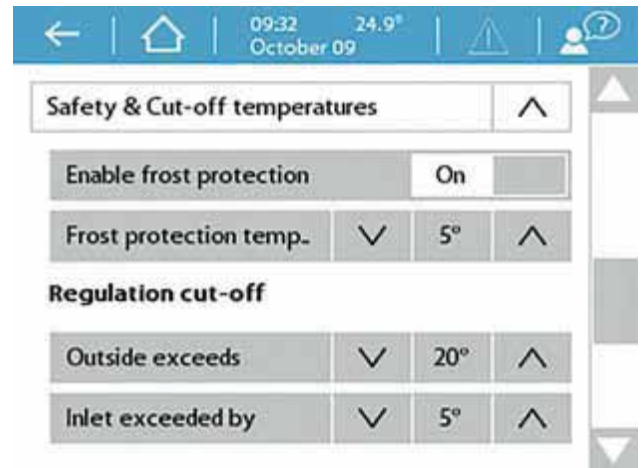 09:32 24.9°
October 09
?
Safety & Cut-off temperatures
Enable frost protection On
Frost protection temp. 5°
Regulation cut-off
Outside exceeds 20°
Inlet exceeded by 5°